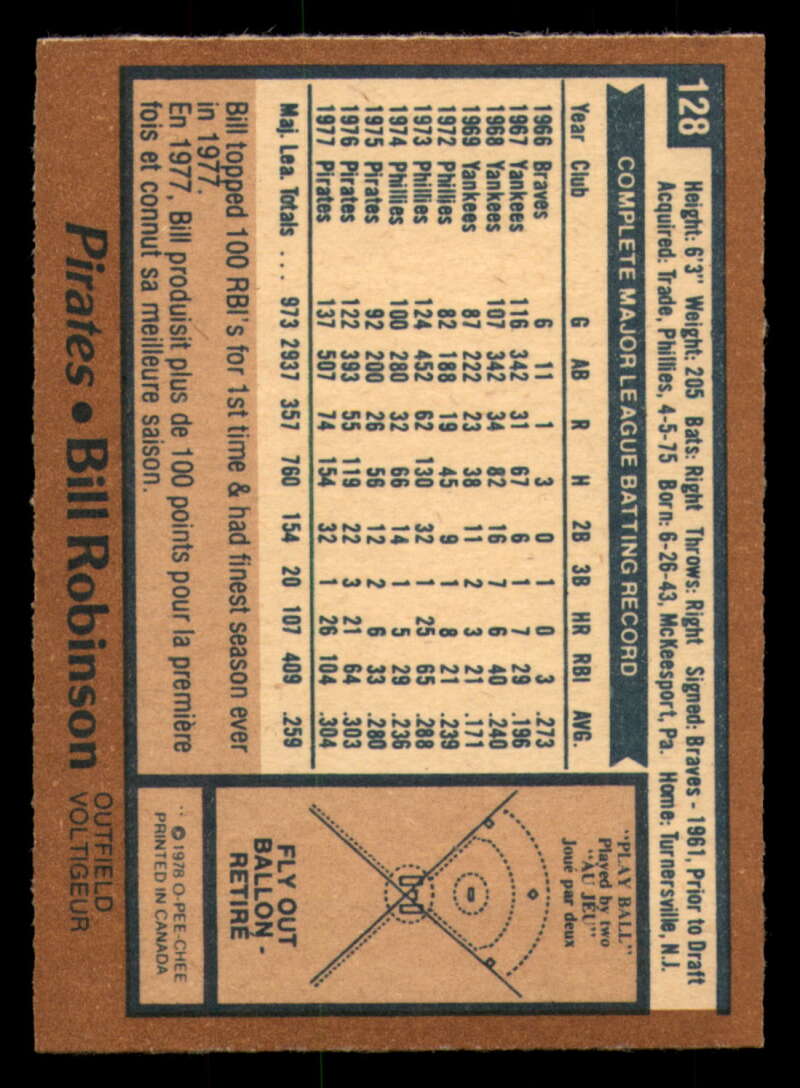 128
Height: 6'3" Weight: 205 Bats: Right Throws: Right Signed: Braves - 1961, Prior to Draft
Acquired: Trade, Phillies, 4-5-75 Born: 6-26-43, McKeesport, Pa. Home: Turnersville, N.J.
COMPLETE MAJOR LEAGUE BATTING RECORD
Year Club G AB R H 2B 3B HR RBI AVG.
1966 Braves 6 11 1 3 0 1 0 3 .273
1967 Yankees 116 342 31 67 6 1 7 29 .196
1968 Yankees 107 342 34 82 16 7 6 40 .240
1969 Yankees 87 222 23 38 11 2 3 21 .171
1972 Phillies 82 188 19 45 9 1 8 21 .239
1973 Phillies 124 452 62 130 32 1 25 65 .288
1974 Phillies 100 280 32 66 14 1 5 29 .236
1975 Pirates 92 200 26 56 12 2 6 33 .280
1976 Pirates 122 393 55 119 22 3 21 64 .303
1977 Pirates 137 507 74 154 32 1 26 104 .304
Maj. Lea. Totals ... 973 2937 357 760 154 20 107 409 .259
Bill topped 100 RBI's for 1st time & had finest season ever
in 1977.
En 1977, Bill produisit plus de 100 points pour la première
fois et connut sa meilleure saison.
"PLAY BALL"
Played by two
"AU JEU"
Joué par deux
FLY OUT
BALLON -
RETIRÉ
© 1978 O-PEE-CHEE
PRINTED IN CANADA
Pirates • Bill Robinson
OUTFIELD
VOLTIGEUR